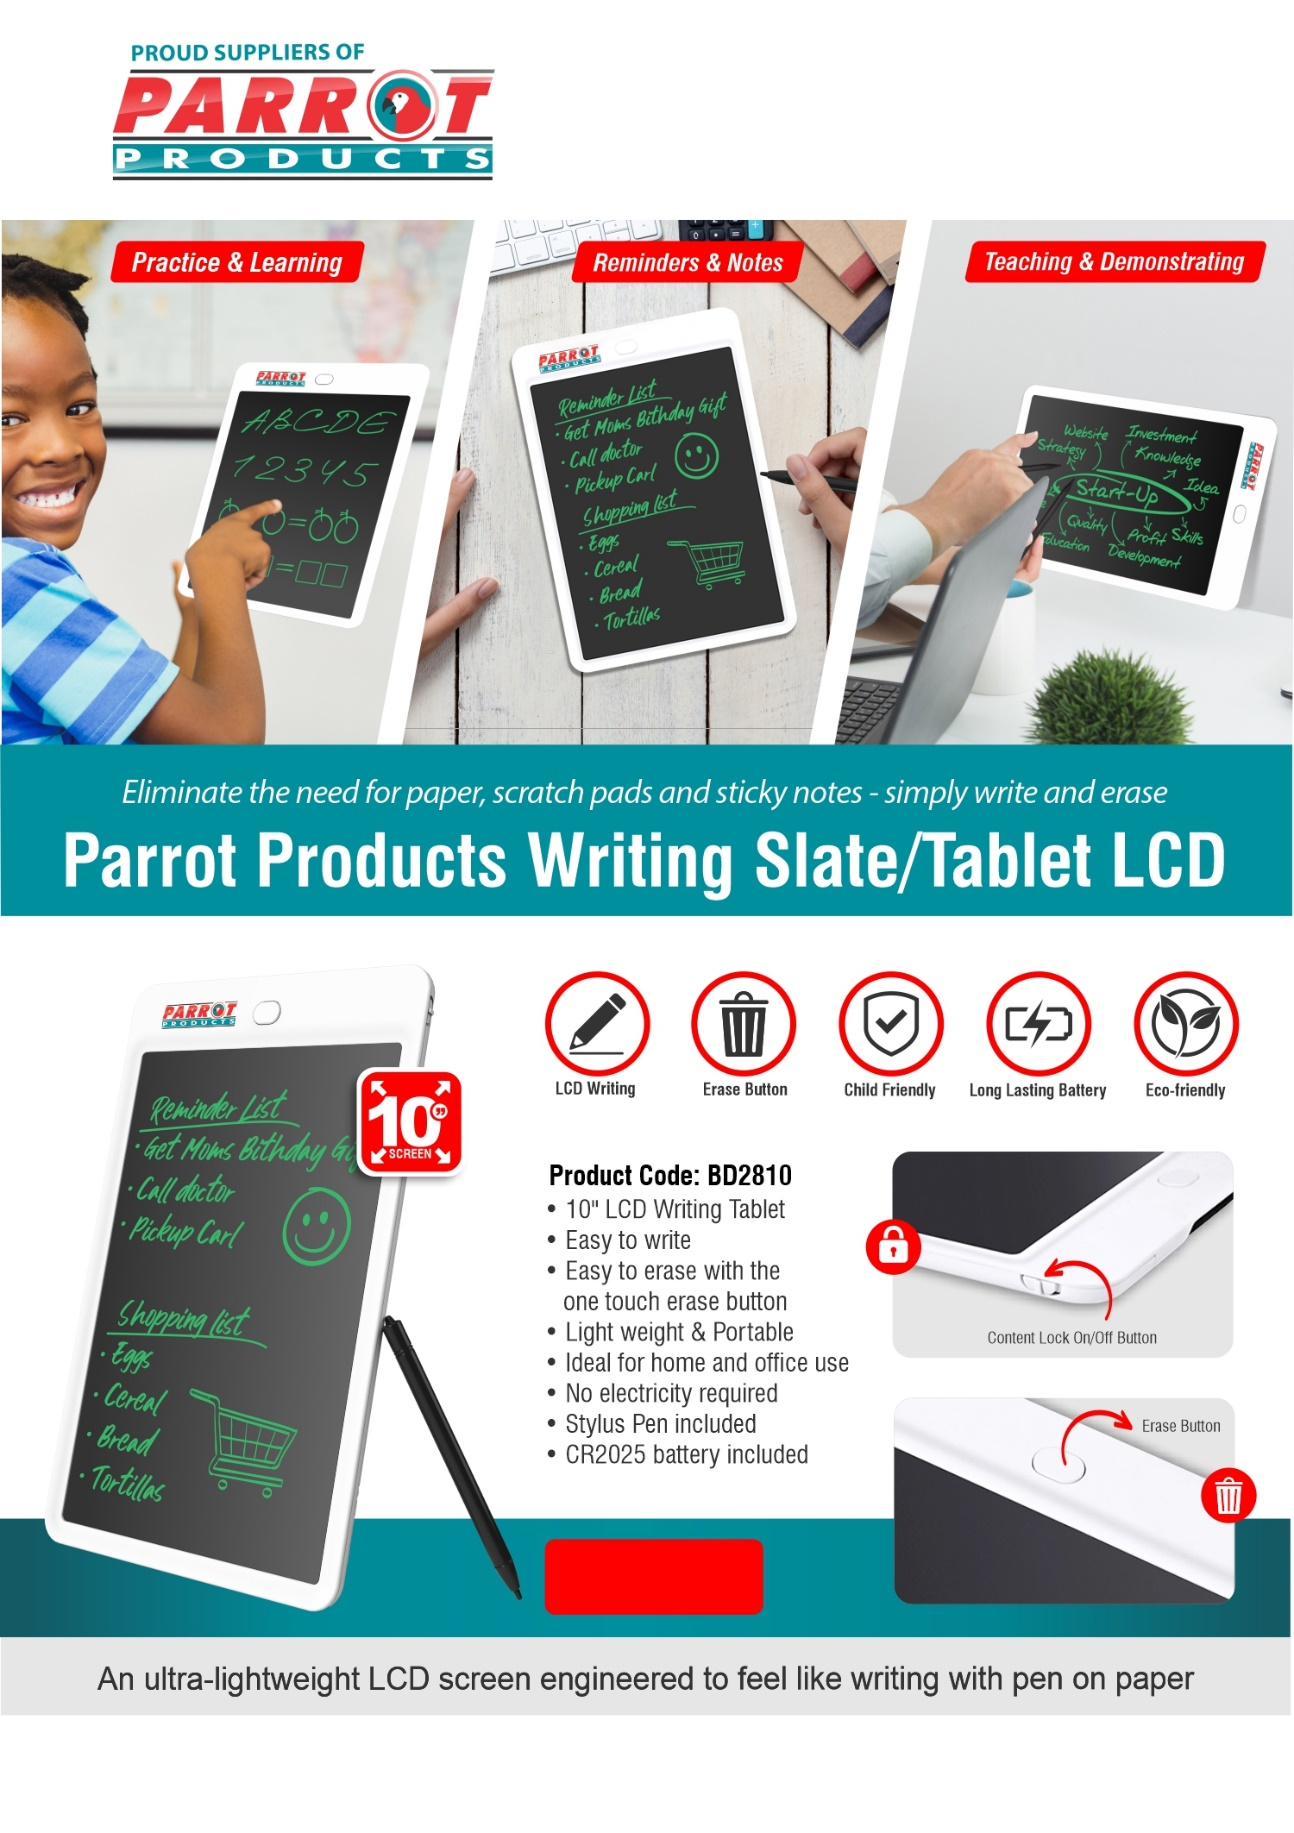 PROUD SUPPLIERS OF
PARROT
PRODUCTS
Practice & Learning
Reminders & Notes
Teaching & Demonstrating
PARROT
PRODUCTS
ABCDE
12345
=
=
PARROT
PRODUCTS
Reminder List
· Get Moms Bithday Gift
· Call doctor
· Pickup Carl
Shopping list
· Eggs
· Cereal
· Bread
· Tortillas
PARROT
PRODUCTS
Website
Investment
Strategy
Knowledge
Idea
Start-Up
Quality
Profit
Skills
Education
Development
Eliminate the need for paper, scratch pads and sticky notes - simply write and erase
Parrot Products Writing Slate/Tablet LCD
PARROT
PRODUCTS
Reminder List
· Get Moms Bithday Gi
· Call doctor
· Pickup Carl
Shopping list
· Eggs
· Cereal
· Bread
· Tortillas
10"
SCREEN
LCD Writing
Erase Button
Child Friendly
Long Lasting Battery
Eco-friendly
Product Code: BD2810
• 10" LCD Writing Tablet
• Easy to write
• Easy to erase with the
one touch erase button
• Light weight & Portable
• Ideal for home and office use
• No electricity required
• Stylus Pen included
• CR2025 battery included
Content Lock On/Off Button
Erase Button
An ultra-lightweight LCD screen engineered to feel like writing with pen on paper